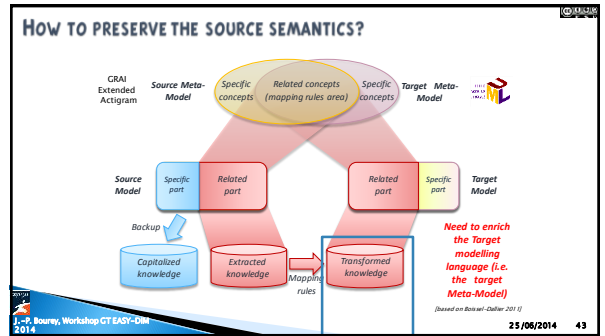 HOW TO PRESERVE THE SOURCE SEMANTICS?
GRAI
Extended
Actigram
Source Meta-
Model
Specific
concepts
Related concepts
(mapping rules area)
Specific
concepts
Target Meta-
Model
UML
Source
Model
Specific
part
Related
part
Related
part
Specific
part
Target
Model
Backup
Capitalized
knowledge
Extracted
knowledge
Mapping
rules
Transformed
knowledge
Need to enrich
the Target
modelling
language (i.e.
the target
Meta-Model)
[based on Boissel-Dallier 2011]
J.-P. Bourey, Workshop GT EASY-DIM
2014
25/06/2014 43